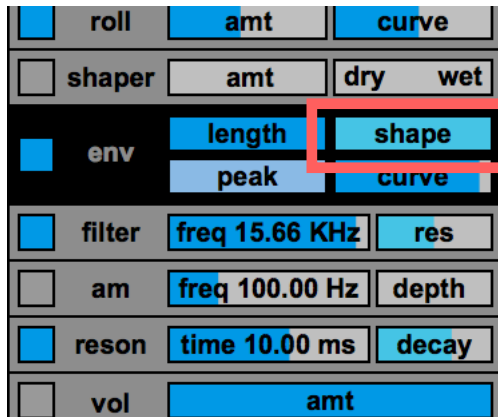 roll amt curve
shaper amt dry wet
env length shape
peak curve
filter freq 15.66 KHz res
am freq 100.00 Hz depth
reson time 10.00 ms decay
vol amt